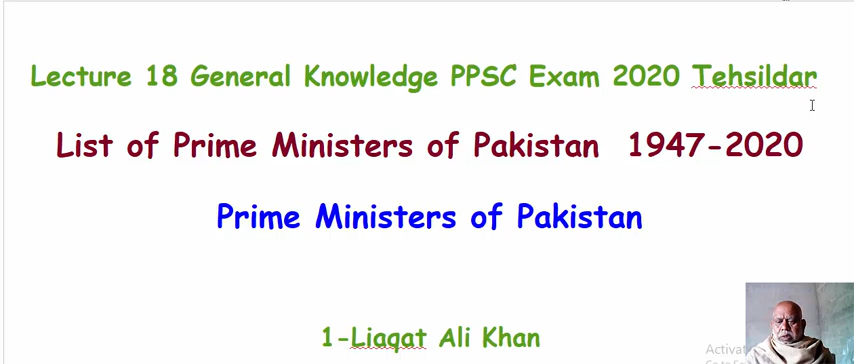 Lecture 18 General Knowledge PPSC Exam 2020 Tehsildar
List of Prime Ministers of Pakistan 1947-2020
Prime Ministers of Pakistan
1-Liaqat Ali Khan
Activat